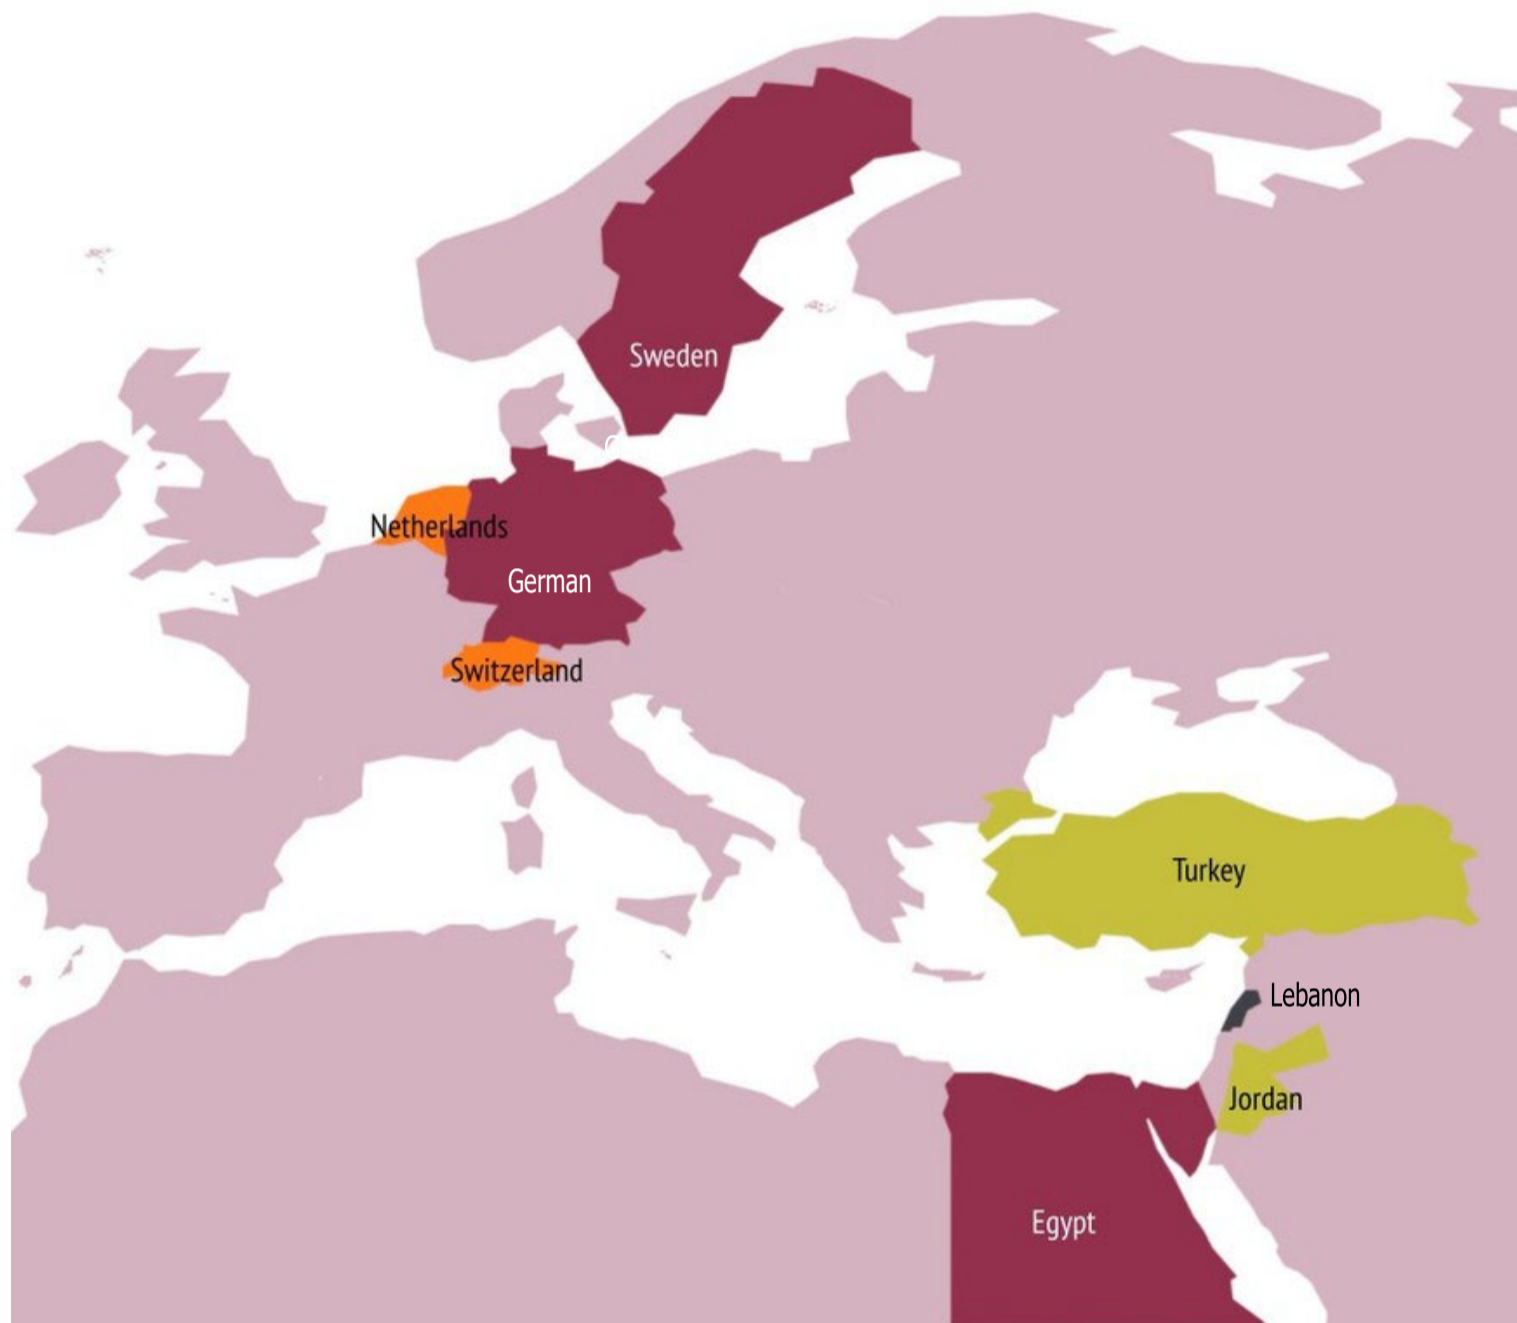 Sweden
Netherlands
German
Switzerland
Turkey
Lebanon
Jordan
Egypt